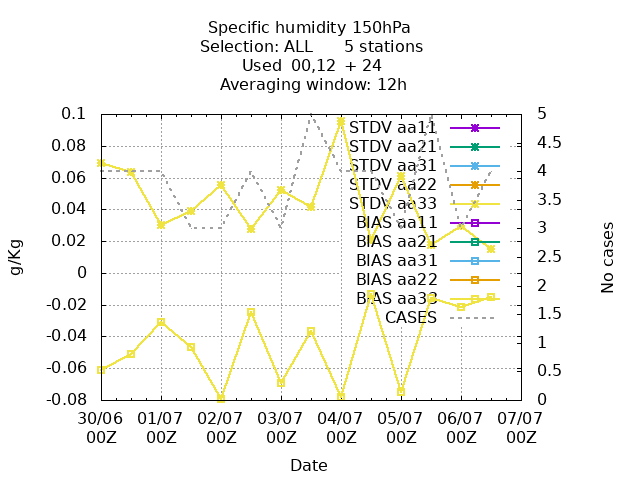 Specific humidity 150hPa
Selection: ALL 5 stations
Used 00,12 + 24
Averaging window: 12h
g/Kg
0.1
0.08
0.06
0.04
0.02
0
-0.02
-0.04
-0.06
-0.08
STDV aa11
STDV aa21
STDV aa31
STDV aa22
STDV aa33
BIAS aa11
BIAS aa21
BIAS aa31
BIAS aa22
BIAS aa33
CASES
5
4.5
4
3.5
3
2.5
2
1.5
1
0.5
0
No cases
30/06 01/07 02/07 03/07 04/07 05/07 06/07 07/07
00Z 00Z 00Z 00Z 00Z 00Z 00Z 00Z
Date